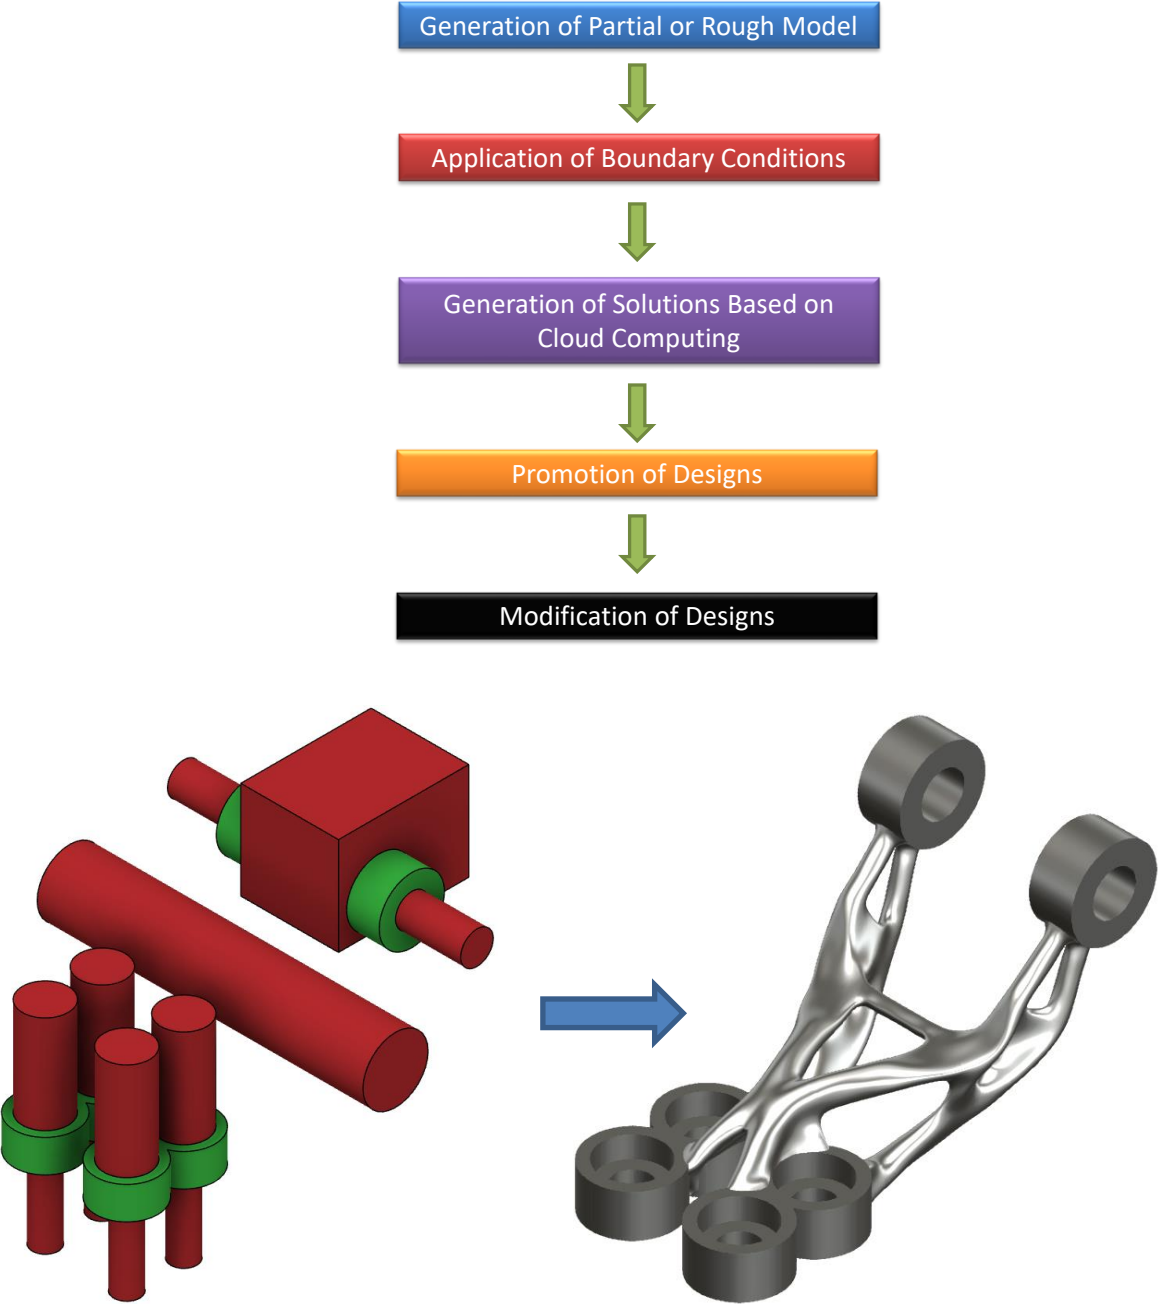 Generation of Partial or Rough Model
Application of Boundary Conditions
Generation of Solutions Based on
Cloud Computing
Promotion of Designs
Modification of Designs